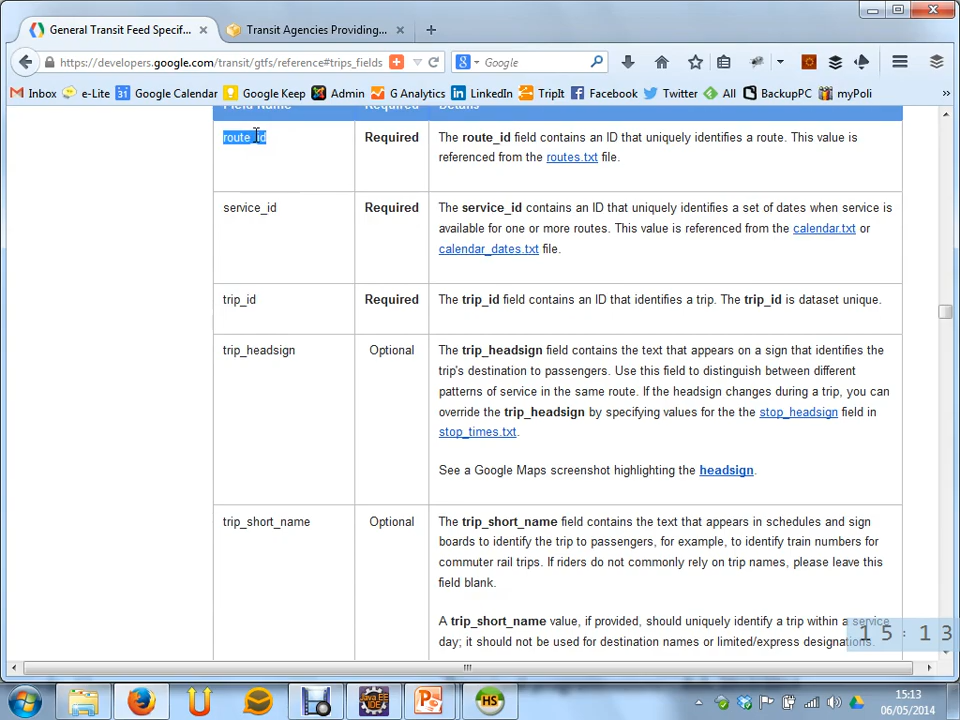 General Transit Feed Specif...
Transit Agencies Providing...
https://developers.google.com/transit/gtfs/reference#trips_fields
Google
Inbox
e-Lite
Google Calendar
Google Keep
Admin
G Analytics
LinkedIn
TripIt
Facebook
Twitter
All
BackupPC
myPoli
Field Name
Required
Details
route_id
Required
The route_id field contains an ID that uniquely identifies a route. This value is
referenced from the routes.txt file.
service_id
Required
The service_id contains an ID that uniquely identifies a set of dates when service is
available for one or more routes. This value is referenced from the calendar.txt or
calendar_dates.txt file.
trip_id
Required
The trip_id field contains an ID that identifies a trip. The trip_id is dataset unique.
trip_headsign
Optional
The trip_headsign field contains the text that appears on a sign that identifies the
trip's destination to passengers. Use this field to distinguish between different
patterns of service in the same route. If the headsign changes during a trip, you can
override the trip_headsign by specifying values for the the stop_headsign field in
stop_times.txt.
See a Google Maps screenshot highlighting the headsign.
trip_short_name
Optional
The trip_short_name field contains the text that appears in schedules and sign
boards to identify the trip to passengers, for example, to identify train numbers for
commuter rail trips. If riders do not commonly rely on trip names, please leave this
field blank.
A trip_short_name value, if provided, should uniquely identify a trip within a service
day; it should not be used for destination names or limited/express designations.
15:13
HS
15:13
06/05/2014